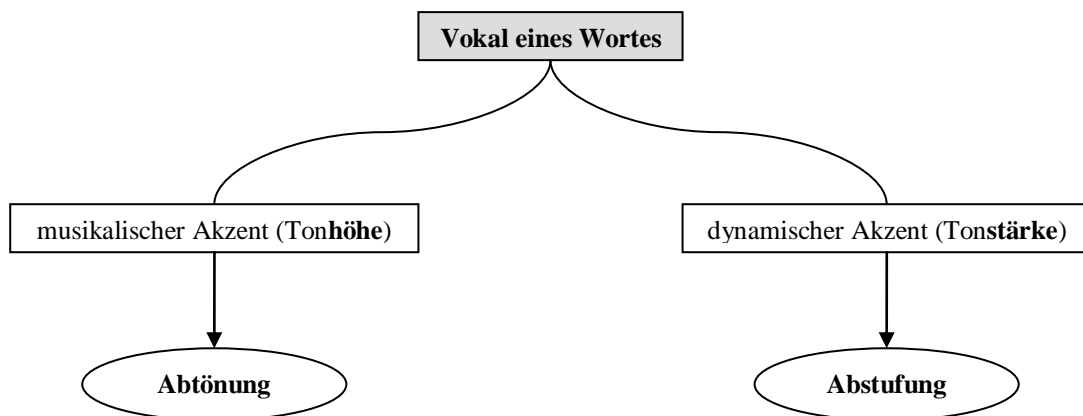 Vokal eines Wortes
musikalischer Akzent (Tonhöhe)
dynamischer Akzent (Tonstärke)
Abtönung
Abstufung